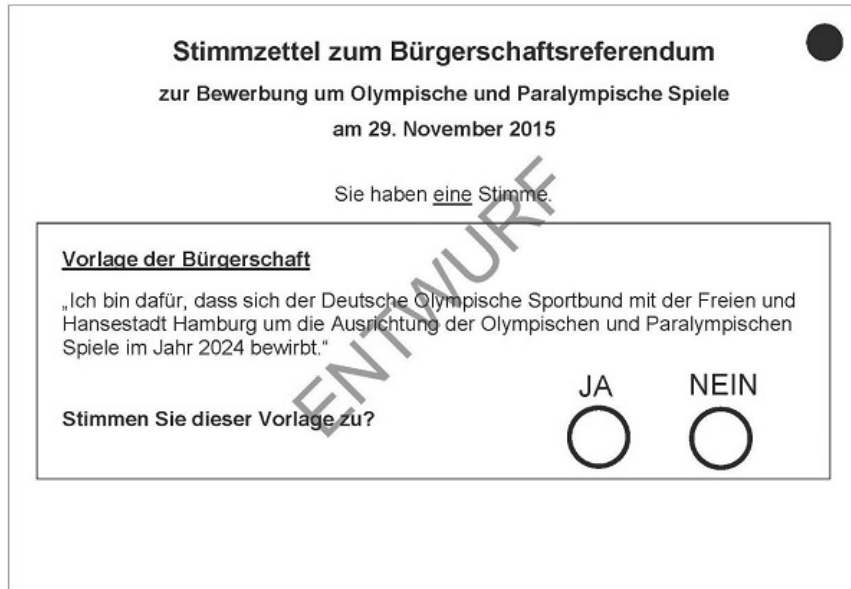 Stimmzettel zum Bürgerschaftsreferendum
zur Bewerbung um Olympische und Paralympische Spiele
am 29. November 2015
Sie haben eine Stimme.
Vorlage der Bürgerschaft
„Ich bin dafür, dass sich der Deutsche Olympische Sportbund mit der Freien und
Hansestadt Hamburg um die Ausrichtung der Olympischen und Paralympischen
Spiele im Jahr 2024 bewirbt.“
JA NEIN
Stimmen Sie dieser Vorlage zu?
ENTWURF